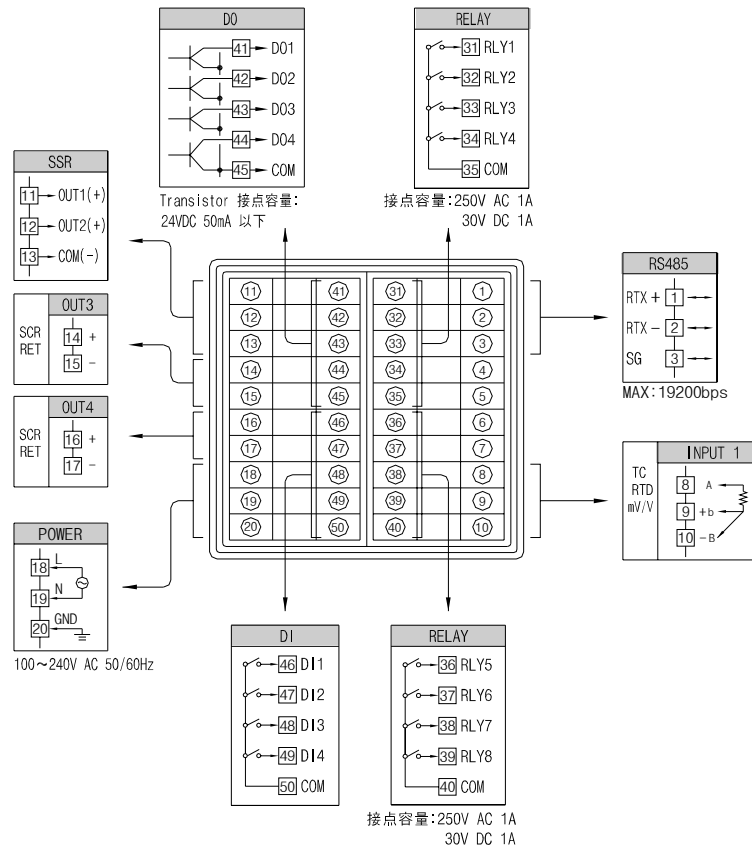 DO
41 DO1
42 DO2
43 DO3
44 DO4
45 COM
Transistor 接点容量:
24VDC 50mA 以下
RELAY
31 RLY1
32 RLY2
33 RLY3
34 RLY4
35 COM
接点容量:250V AC 1A
30V DC 1A
SSR
11 OUT1(+)
12 OUT2(+)
13 COM(-)
OUT3
SCR
RET
14 +
15 -
OUT4
SCR
RET
16 +
17 -
POWER
18 L
19 N
20 GND
100~240V AC 50/60Hz
11 41 31 1
12 42 32 2
13 43 33 3
14 44 34 4
15 45 35 5
16 46 36 6
17 47 37 7
18 48 38 8
19 49 39 9
20 50 40 10
RS485
RTX + 1
RTX - 2
SG 3
MAX:19200bps
INPUT 1
TC
RTD
mV/V
8 A
9 +b
10 -B
DI
46 DI1
47 DI2
48 DI3
49 DI4
50 COM
RELAY
36 RLY5
37 RLY6
38 RLY7
39 RLY8
40 COM
接点容量:250V AC 1A
30V DC 1A